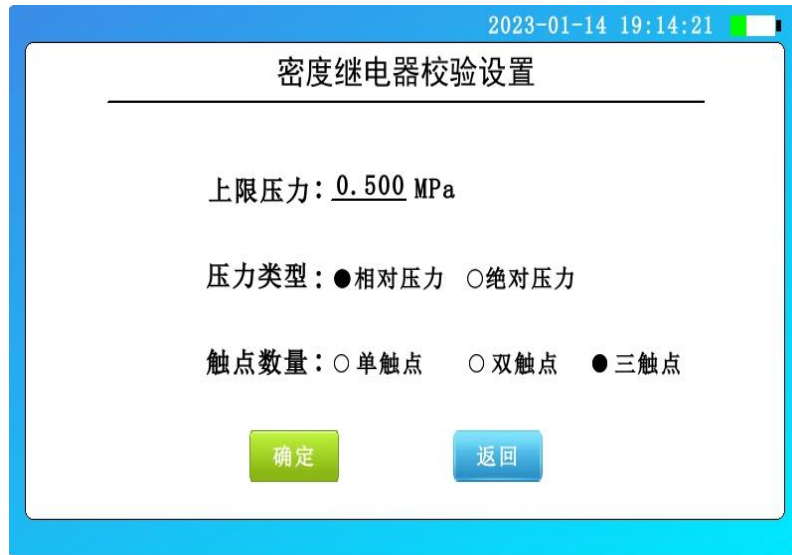 2023-01-14 19:14:21
密度继电器校验设置
上限压力：0.500 MPa
压力类型：●相对压力 ○绝对压力
触点数量：○单触点 ○双触点 ●三触点
确定 返回